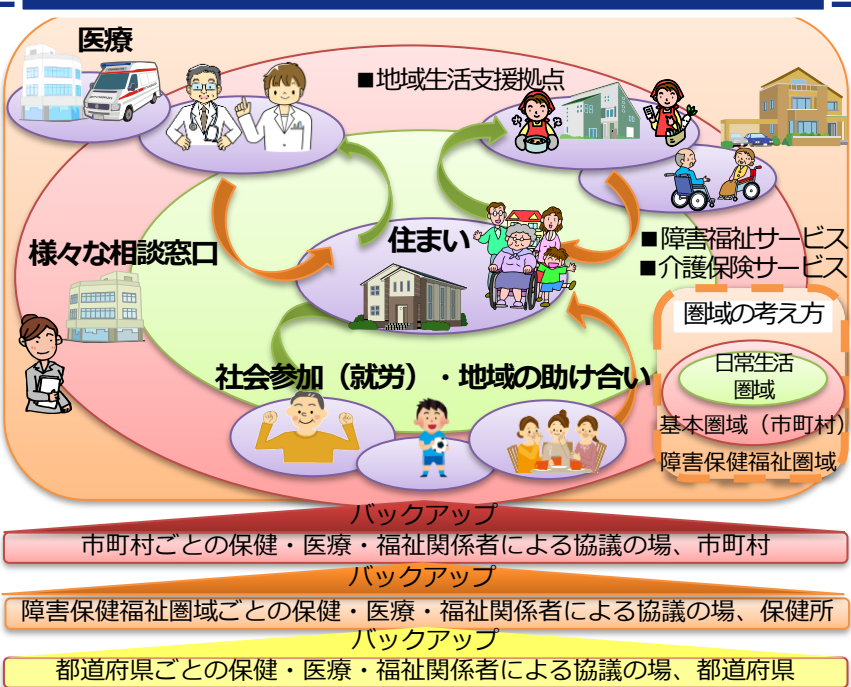 医療
■地域生活支援拠点
様々な相談窓口
住まい
■障害福祉サービス
■介護保険サービス
社会参加（就労）・地域の助け合い
圏域の考え方
日常生活
圏域
基本圏域（市町村）
障害保健福祉圏域
バックアップ
市町村ごとの保健・医療・福祉関係者による協議の場、市町村
バックアップ
障害保健福祉圏域ごとの保健・医療・福祉関係者による協議の場、保健所
バックアップ
都道府県ごとの保健・医療・福祉関係者による協議の場、都道府県